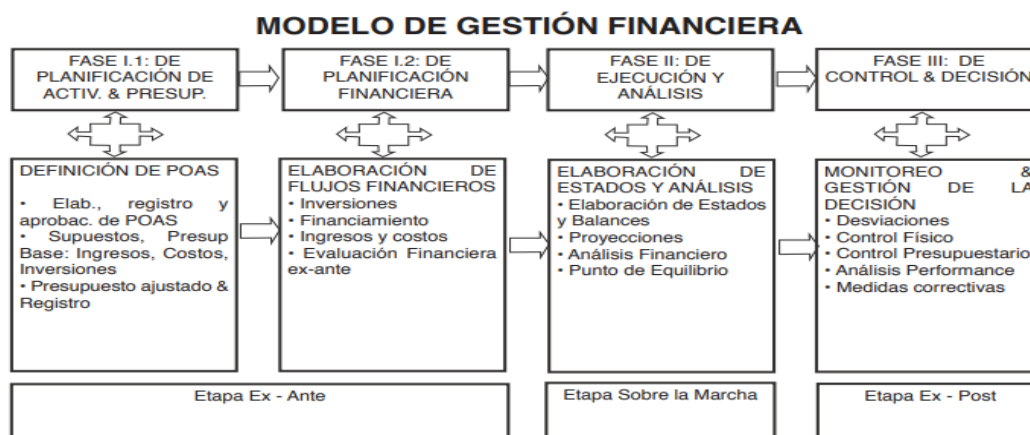 MODELO DE GESTIÓN FINANCIERA
FASE I.1: DE
PLANIFICACIÓN DE
ACTIV. & PRESUP.
FASE I.2: DE
PLANIFICACIÓN
FINANCIERA
FASE II: DE
EJECUCIÓN Y
ANÁLISIS
FASE III: DE
CONTROL & DECISIÓN
DEFINICIÓN DE POAS
• Elab., registro y
aprobac. de POAS
• Supuestos, Presup
Base: Ingresos, Costos,
Inversiones
• Presupuesto ajustado &
Registro
ELABORACIÓN DE
FLUJOS FINANCIEROS
• Inversiones
• Financiamiento
• Ingresos y costos
• Evaluación Financiera
ex-ante
ELABORACIÓN DE
ESTADOS Y ANÁLISIS
• Elaboración de Estados
y Balances
• Proyecciones
• Análisis Financiero
• Punto de Equilibrio
MONITOREO &
GESTIÓN DE LA
DECISIÓN
• Desviaciones
• Control Físico
• Control Presupuestario
• Análisis Performance
• Medidas correctivas
Etapa Ex - Ante
Etapa Sobre la Marcha
Etapa Ex - Post